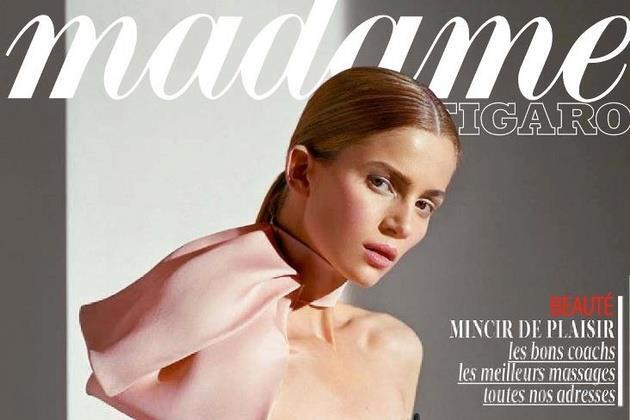 madame
FIGARO
BEAUTÉ
MINCIR DE PLAISIR
les bons coachs
les meilleurs massages
toutes nos adresses